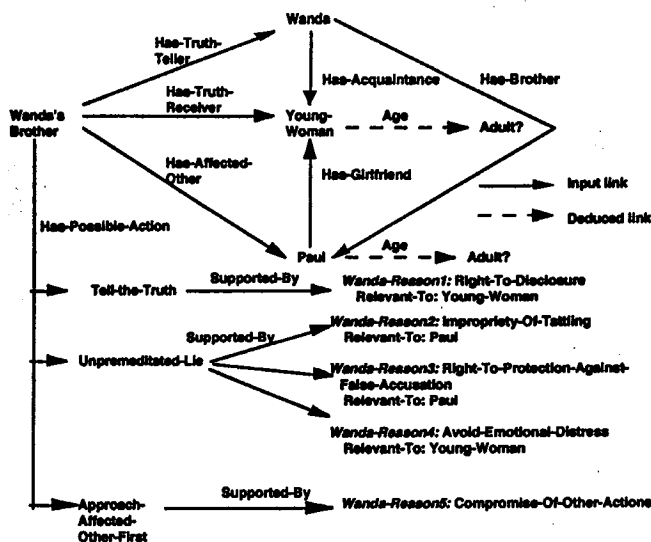 Wanda
Has-Truth-
Teller
Has-Acquaintance
Has-Brother
Has-Truth-
Receiver
Wanda's
Brother
Young-
Woman
Age
Adult?
Has-Affected-
Other
Has-Girlfriend
Input link
Deduced link
Has-Possible-Action
Paul
Age
Adult?
Tell-the-Truth
Supported-By
Wanda-Reason1: Right-To-Disclosure
Relevant-To: Young-Woman
Unpremeditated-Lie
Supported-By
Wanda-Reason2: Impropriety-Of-Tattling
Relevant-To: Paul
Wanda-Reason3: Right-To-Protection-Against-
False-Accusation
Relevant-To: Paul
Wanda-Reason4: Avoid-Emotional-Distress
Relevant-To: Young-Woman
Approach-
Affected-
Other-First
Supported-By
Wanda-Reason5: Compromise-Of-Other-Actions